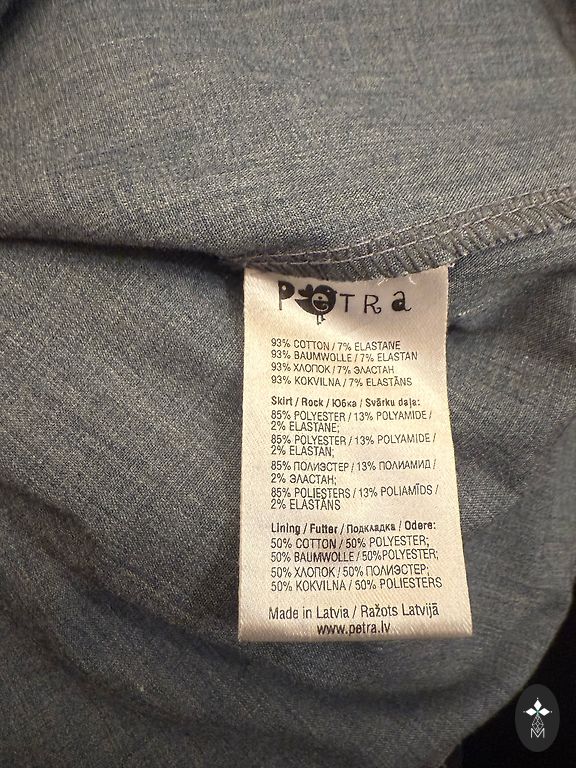 PeTRa
93% COTTON / 7% ELASTANE
93% BAUMWOLLE / 7% ELASTAN
93% ХЛОПОК / 7% ЭЛАСТАН
93% KOKVILNA / 7% ELASTĀNS
Skirt / Rock / Юбка / Svārku daļa:
85% POLYESTER / 13% POLYAMIDE /
2% ELASTANE;
85% POLYESTER / 13% POLYAMIDE /
2% ELASTAN;
85% ПОЛИЭСТЕР / 13% ПОЛИАМИД /
2% ЭЛАСТАН;
85% POLIESTERS / 13% POLIAMĪDS /
2% ELASTĀNS
Lining / Futter / Подкладка / Odere:
50% COTTON / 50% POLYESTER;
50% BAUMWOLLE / 50%POLYESTER;
50% ХЛОПОК / 50% ПОЛИЭСТЕР;
50% KOKVILNA / 50% POLIESTERS
Made in Latvia / Ražots Latvijā
www.petra.lv
M